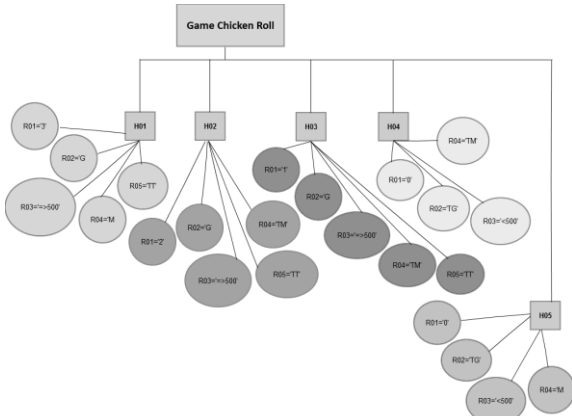 Game Chicken Roll
H01
H02
H03
H04
R01='3'
R02='G
R03='=>500'
R04='M
R05='TT'
R01='2'
R02='G
R03='=>500'
R04='TM'
R05='TT'
R01='1'
R02='G
R03='=>500'
R04='TM'
R05='TT'
R01='0'
R02='TG'
R03='<500'
R04='TM
H05
R01='0'
R02='TG'
R03='<500'
R04='M